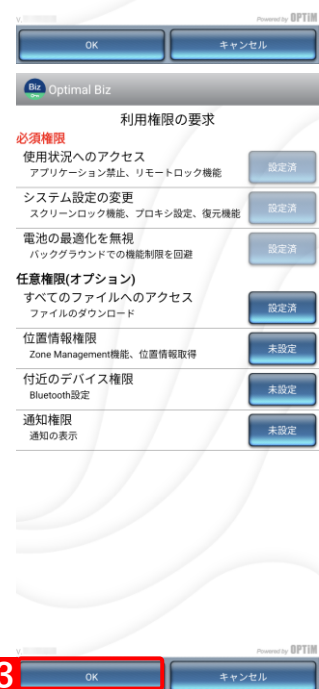 v.
Powered by OPTiM
OK
キャンセル
Biz
Optimal Biz
利用権限の要求
必須権限
使用状況へのアクセス
アプリケーション禁止、リモートロック機能
設定済
システム設定の変更
スクリーンロック機能、プロキシ設定、復元機能
設定済
電池の最適化を無視
バックグラウンドでの機能制限を回避
設定済
任意権限(オプション)
すべてのファイルへのアクセス
ファイルのダウンロード
設定済
位置情報権限
Zone Management機能、位置情報取得
未設定
付近のデバイス権限
Bluetooth設定
未設定
通知権限
通知の表示
未設定
v.
Powered by OPTiM
3
OK
キャンセル